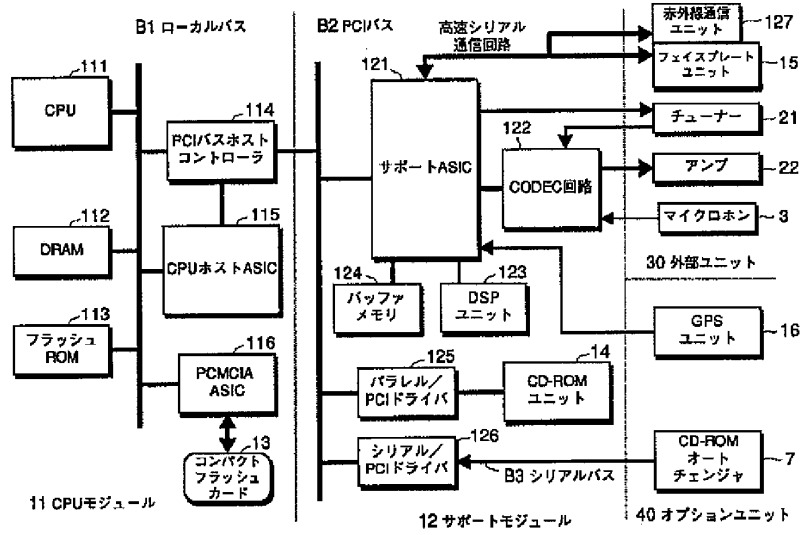 B1 ローカルバス
B2 PCIバス
高速シリアル
通信回路
赤外線通信
ユニット
127
フェイスプレート
ユニット
15
111
CPU
114
PCIバスホスト
コントローラ
121
サポートASIC
122
CODEC回路
チューナー
21
アンプ
22
マイクロホン
3
112
DRAM
115
CPUホストASIC
30 外部ユニット
124
バッファ
メモリ
123
DSP
ユニット
113
フラッシュ
ROM
116
PCMCIA
ASIC
GPS
ユニット
16
125
パラレル/
PCIドライバ
14
CD-ROM
ユニット
13
コンパクト
フラッシュ
カード
126
シリアル/
PCIドライバ
B3 シリアルバス
CD-ROM
オート
チェンジャ
7
11 CPUモジュール
12 サポートモジュール
40 オプションユニット